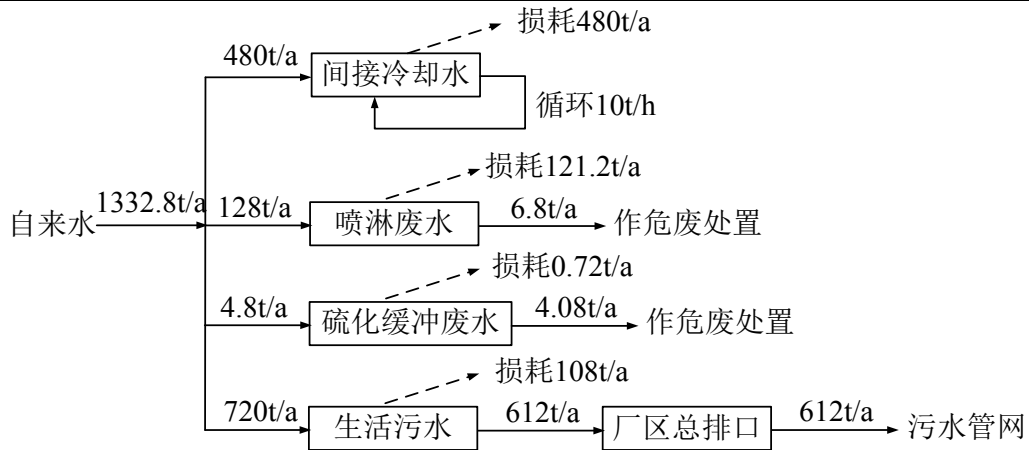 损耗480t/a
480t/a
间接冷却水
循环10t/h
损耗121.2t/a
自来水
1332.8t/a
128t/a
喷淋废水
6.8t/a
作危废处置
损耗0.72t/a
4.8t/a
硫化缓冲废水
4.08t/a
作危废处置
损耗108t/a
720t/a
生活污水
612t/a
厂区总排口
612t/a
污水管网